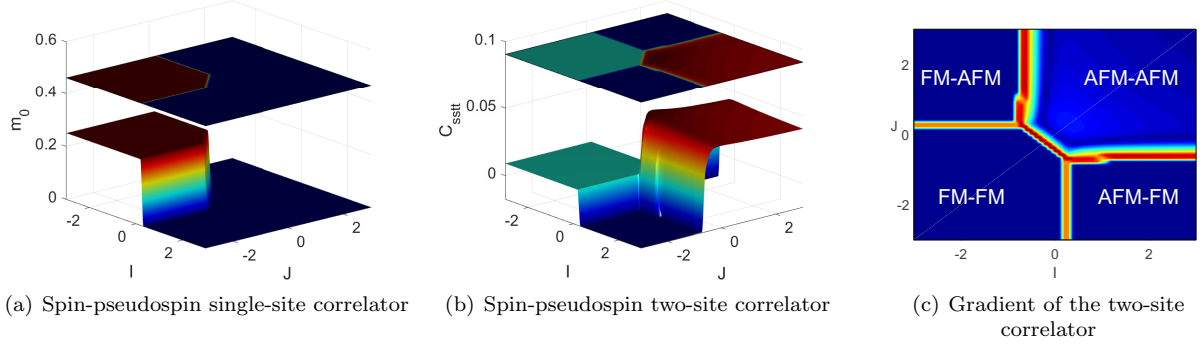 0.6
0.4
0.2
0
m0
-2
0
2
I
-2
0
2
J
0.1
0.05
0
Csstt
-2
0
2
I
-2
0
2
J
2
0
-2
J
-2
0
2
I
FM-AFM
AFM-AFM
FM-FM
AFM-FM
(a) Spin-pseudospin single-site correlator
(b) Spin-pseudospin two-site correlator
(c) Gradient of the two-site
correlator